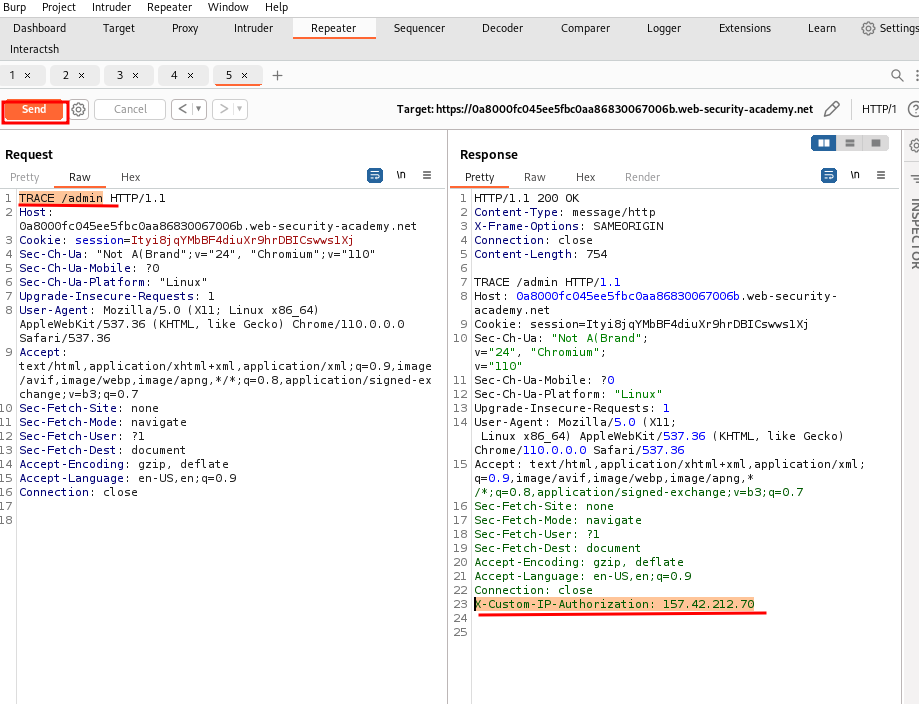 Burp Project Intruder Repeater Window Help
Dashboard Target Proxy Intruder Repeater Sequencer Decoder Comparer Logger Extensions Learn Settings
Interactsh
1 × 2 × 3 × 4 × 5 × +
Send Cancel < ▾ > ▾ Target: https://0a8000fc045ee5fbc0aa86830067006b.web-security-academy.net HTTP/1 ?
Request
Pretty Raw Hex \n
1 TRACE /admin HTTP/1.1
2 Host:
0a8000fc045ee5fbc0aa86830067006b.web-security-academy.net
3 Cookie: session=Ityi8jqYMbBF4diuXr9hrDBICswws1Xj
4 Sec-Ch-Ua: "Not A(Brand";v="24", "Chromium";v="110"
5 Sec-Ch-Ua-Mobile: ?0
6 Sec-Ch-Ua-Platform: "Linux"
7 Upgrade-Insecure-Requests: 1
8 User-Agent: Mozilla/5.0 (X11; Linux x86_64)
AppleWebKit/537.36 (KHTML, like Gecko) Chrome/110.0.0.0
Safari/537.36
9 Accept:
text/html,application/xhtml+xml,application/xml;q=0.9,image
/avif,image/webp,image/apng,*/*;q=0.8,application/signed-ex
change;v=b3;q=0.7
10 Sec-Fetch-Site: none
11 Sec-Fetch-Mode: navigate
12 Sec-Fetch-User: ?1
13 Sec-Fetch-Dest: document
14 Accept-Encoding: gzip, deflate
15 Accept-Language: en-US,en;q=0.9
16 Connection: close
17
18
Response
Pretty Raw Hex Render \n
1 HTTP/1.1 200 OK
2 Content-Type: message/http
3 X-Frame-Options: SAMEORIGIN
4 Connection: close
5 Content-Length: 754
6
7 TRACE /admin HTTP/1.1
8 Host: 0a8000fc045ee5fbc0aa86830067006b.web-security-
academy.net
9 Cookie: session=Ityi8jqYMbBF4diuXr9hrDBICswws1Xj
10 Sec-Ch-Ua: "Not A(Brand";
v="24", "Chromium";
v="110"
11 Sec-Ch-Ua-Mobile: ?0
12 Sec-Ch-Ua-Platform: "Linux"
13 Upgrade-Insecure-Requests: 1
14 User-Agent: Mozilla/5.0 (X11;
Linux x86_64) AppleWebKit/537.36 (KHTML, like Gecko)
Chrome/110.0.0.0 Safari/537.36
15 Accept: text/html,application/xhtml+xml,application/xml;
q=0.9,image/avif,image/webp,image/apng,*
/*;q=0.8,application/signed-exchange;v=b3;q=0.7
16 Sec-Fetch-Site: none
17 Sec-Fetch-Mode: navigate
18 Sec-Fetch-User: ?1
19 Sec-Fetch-Dest: document
20 Accept-Encoding: gzip, deflate
21 Accept-Language: en-US,en;q=0.9
22 Connection: close
23 X-Custom-IP-Authorization: 157.42.212.70
24
25
INSPECTOR